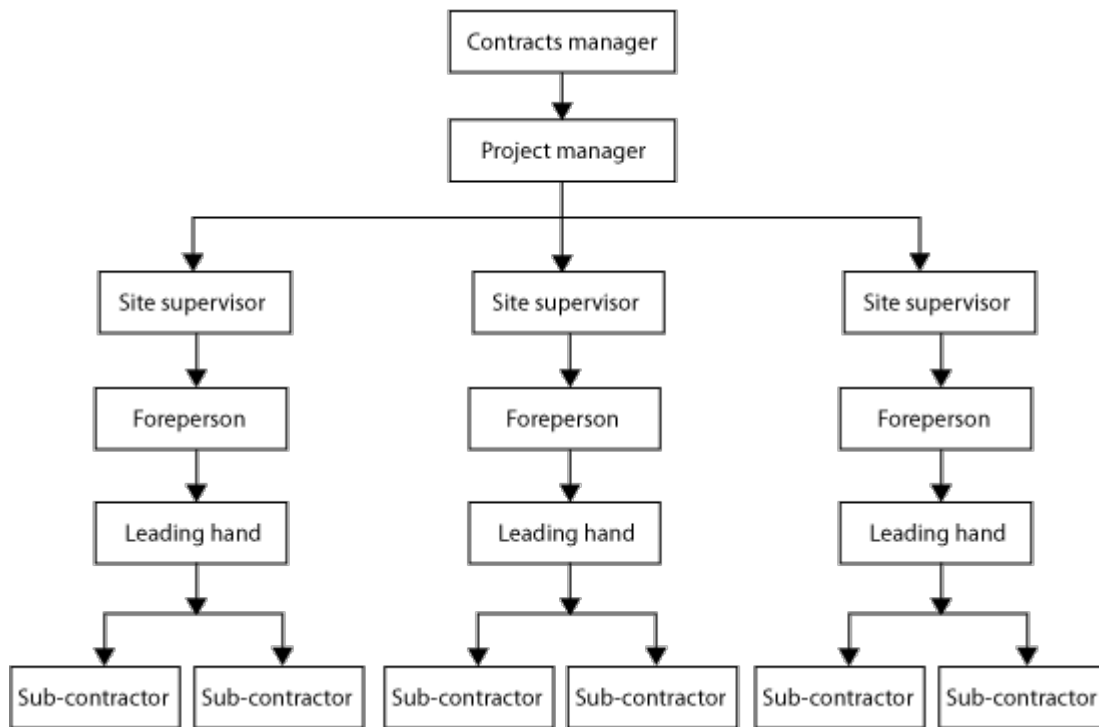 Contracts manager
Project manager
Site supervisor
Site supervisor
Site supervisor
Foreperson
Foreperson
Foreperson
Leading hand
Leading hand
Leading hand
Sub-contractor
Sub-contractor
Sub-contractor
Sub-contractor
Sub-contractor
Sub-contractor